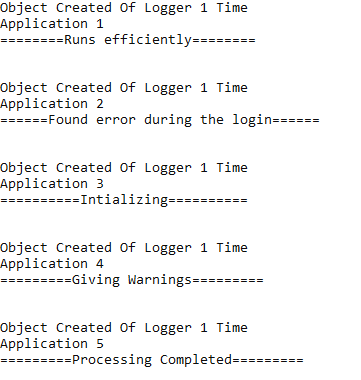 Object Created Of Logger 1 Time
Application 1
========Runs efficiently========
Object Created Of Logger 1 Time
Application 2
======Found error during the login======
Object Created Of Logger 1 Time
Application 3
==========Intializing==========
Object Created Of Logger 1 Time
Application 4
=========Giving Warnings=========
Object Created Of Logger 1 Time
Application 5
=========Processing Completed=========